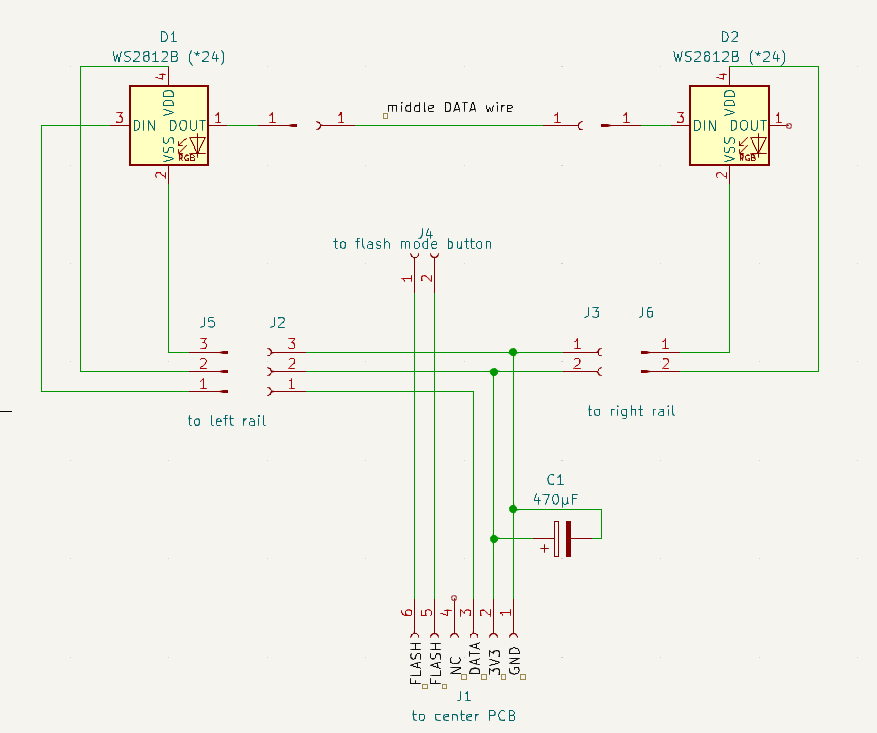 D1
WS2812B (*24)
D2
WS2812B (*24)
4
VDD
3
DIN
DOUT
1
VSS
RGB
2
1
1
middle DATA wire
1
1
4
VDD
3
DIN
DOUT
1
VSS
RGB
2
J4
to flash mode button
1
2
J5
3
2
1
J2
3
2
1
to left rail
J3
1
2
J6
1
2
to right rail
C1
470µF
+
6
5
4
3
2
1
FLASH
FLASH
NC
DATA
3V3
GND
J1
to center PCB